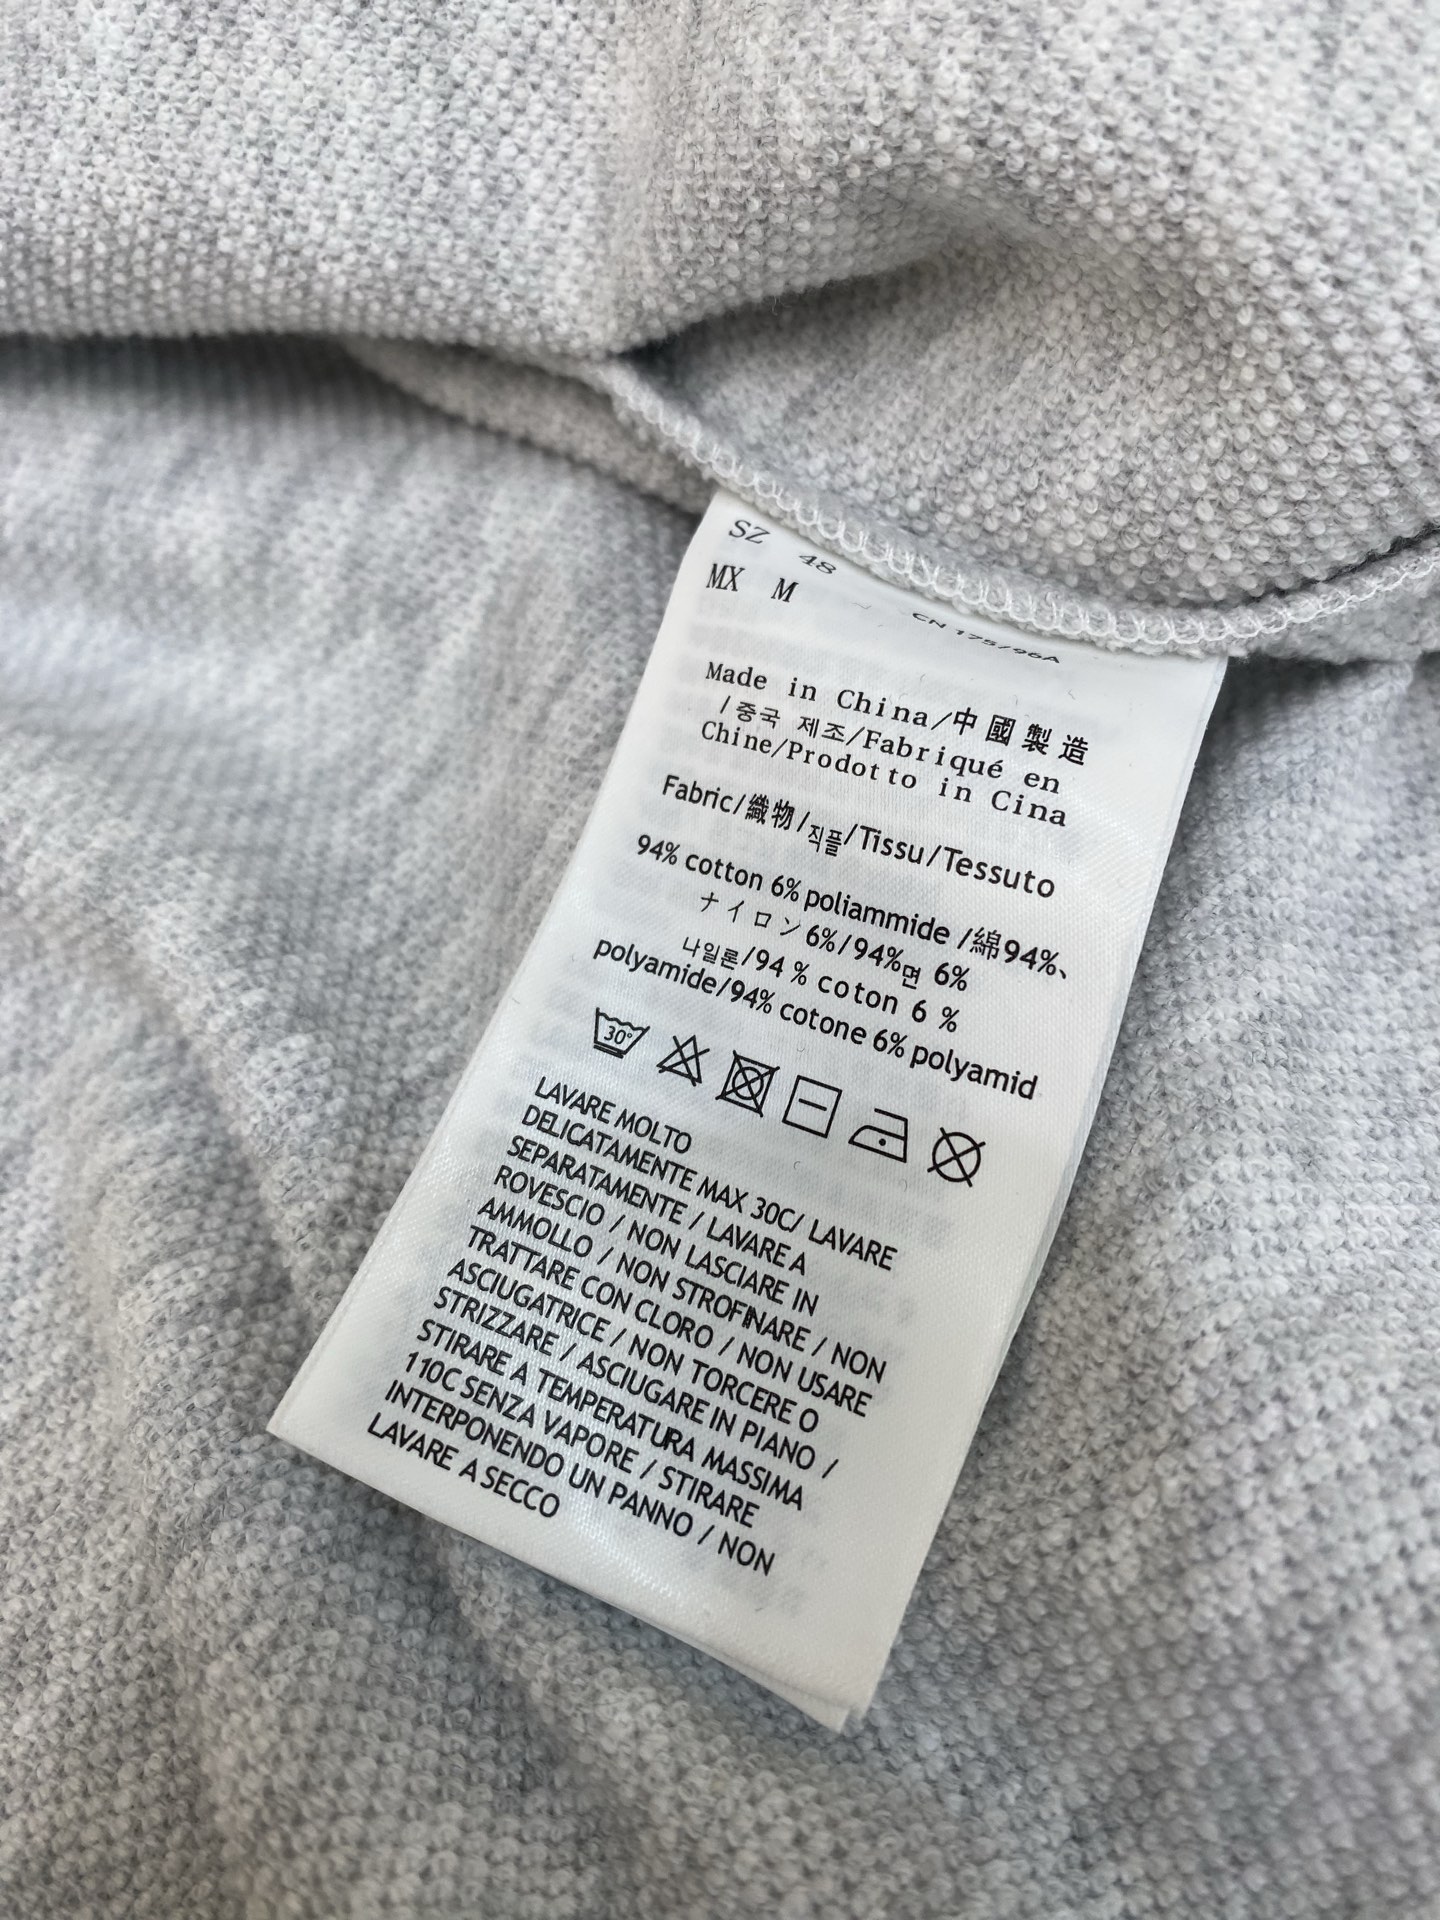 SZ 48
MX M
CN 175/96A
Made in China/中國製造
/중국 제조/Fabriqué en
Chine/Prodotto in Cina
Fabric/織物/직플/Tissu/Tessuto
94% cotton 6% poliammide /綿94%、
ナイロン 6%/94%면 6%
나일론/94 % coton 6 %
polyamide/94% cotone 6% polyamid
30°
LAVARE MOLTO
DELICATAMENTE MAX 30C/ LAVARE
SEPARATAMENTE / LAVARE A
ROVESCIO / NON LASCIARE IN
AMMOLLO / NON STROFINARE / NON
TRATTARE CON CLORO / NON USARE
ASCIUGATRICE / NON TORCERE O
STRIZZARE / ASCIUGARE IN PIANO /
STIRARE A TEMPERATURA MASSIMA
110C SENZA VAPORE / STIRARE
INTERPONENDO UN PANNO / NON
LAVARE A SECCO